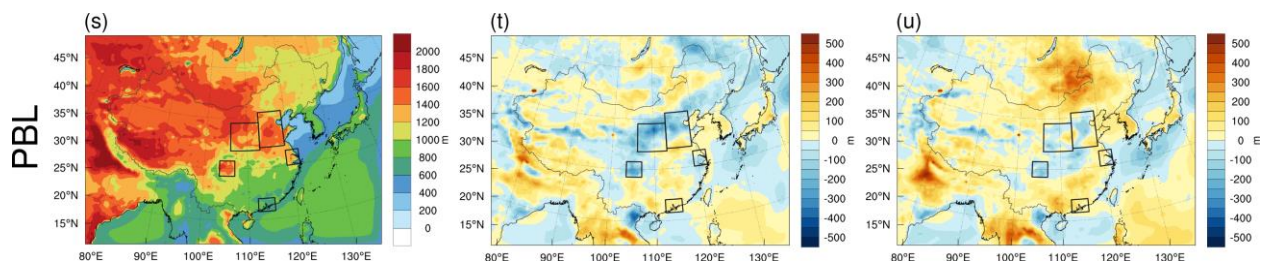 PBL
(s)
45°N
40°N
35°N
30°N
25°N
20°N
15°N
80°E 90°E 100°E 110°E 120°E 130°E
2000
1800
1600
1400
1200
1000
800
600
400
200
0
m
(t)
45°N
40°N
35°N
30°N
25°N
20°N
15°N
80°E 90°E 100°E 110°E 120°E 130°E
500
400
300
200
100
0
-100
-200
-300
-400
-500
m
(u)
45°N
40°N
35°N
30°N
25°N
20°N
15°N
80°E 90°E 100°E 110°E 120°E 130°E
500
400
300
200
100
0
-100
-200
-300
-400
-500
m